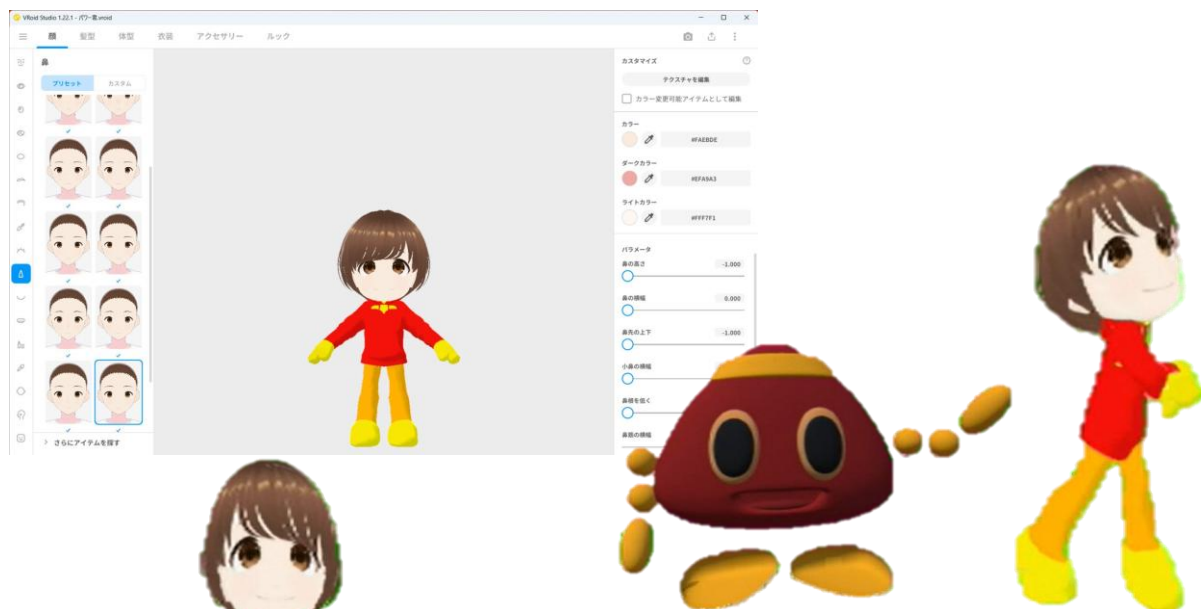 VRoid Studio 1.22.1 - パワー君.vroid
顔 髪型 体型 衣装 アクセサリー ルック
鼻
プリセット カスタム
さらにアイテムを探す
カスタマイズ
テクスチャを編集
カラー変更可能アイテムとして編集
カラー
#FAEBDE
ダークカラー
#EFA9A3
ライトカラー
#FFF7F1
パラメータ
鼻の高さ -1.000
鼻の横幅 0.000
鼻先の上下 -1.000
小鼻の横幅
鼻根を低く
鼻筋の横幅